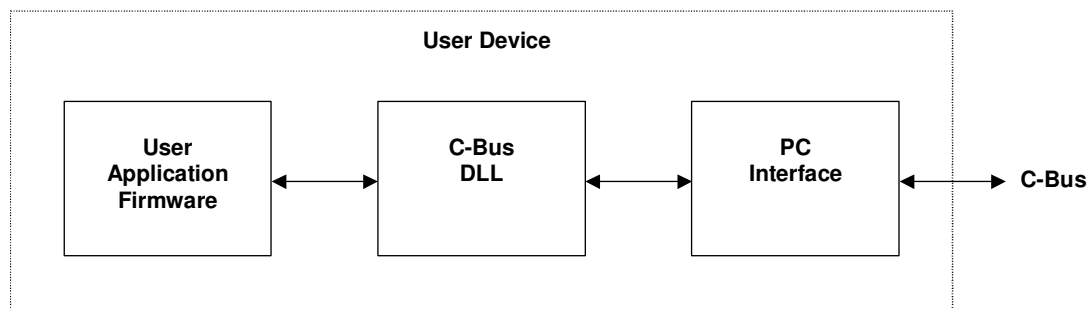 User Device
User
Application
Firmware
C-Bus
DLL
PC
Interface
C-Bus